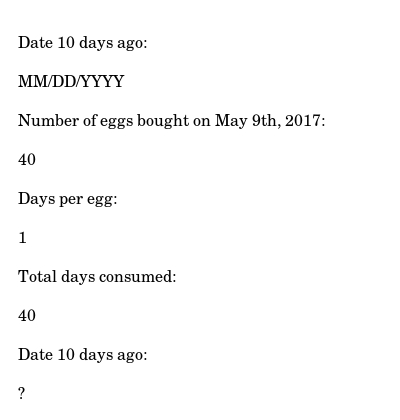 Date 10 days ago:
MM/DD/YYYY
Number of eggs bought on May 9th, 2017:
40
Days per egg:
1
Total days consumed:
40
Date 10 days ago:
?